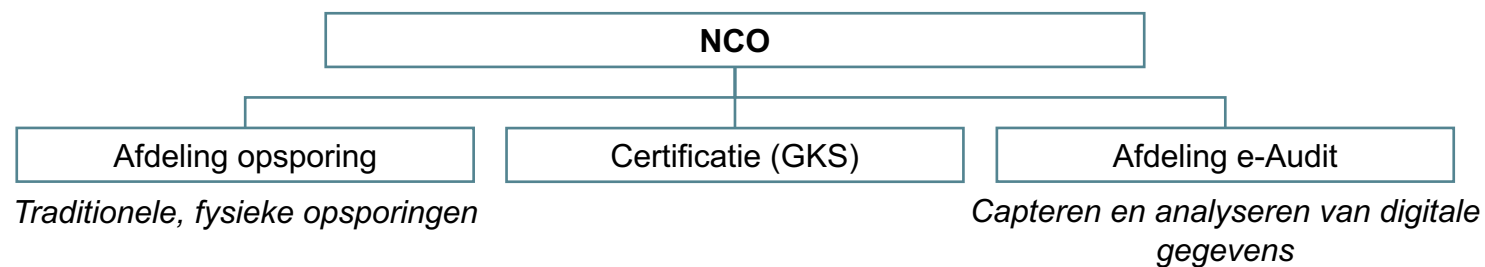 NCO
Afdeling opsporing
Certificatie (GKS)
Afdeling e-Audit
Traditionele, fysieke opsporingen
Capteren en analyseren van digitale
gegevens